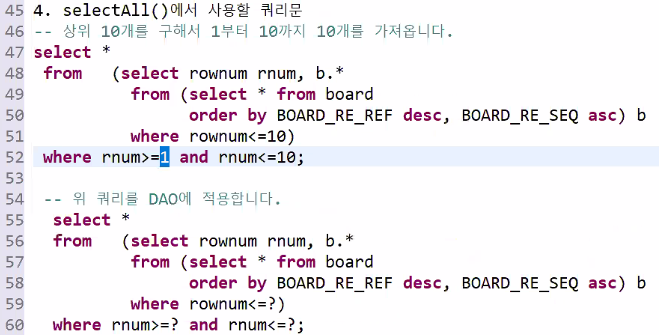 45 4. selectAll()에서 사용할 쿼리문
46 -- 상위 10개를 구해서 1부터 10까지 10개를 가져옵니다.
47 select *
48  from   (select rownum rnum, b.*
49          from (select * from board
50                order by BOARD_RE_REF desc, BOARD_RE_SEQ asc) b
51          where rownum<=10)
52  where rnum>=1 and rnum<=10;
53
54  -- 위 쿼리를 DAO에 적용합니다.
55   select *
56   from   (select rownum rnum, b.*
57          from (select * from board
58                order by BOARD_RE_REF desc, BOARD_RE_SEQ asc) b
59          where rownum<=?)
60   where rnum>=? and rnum<=?;